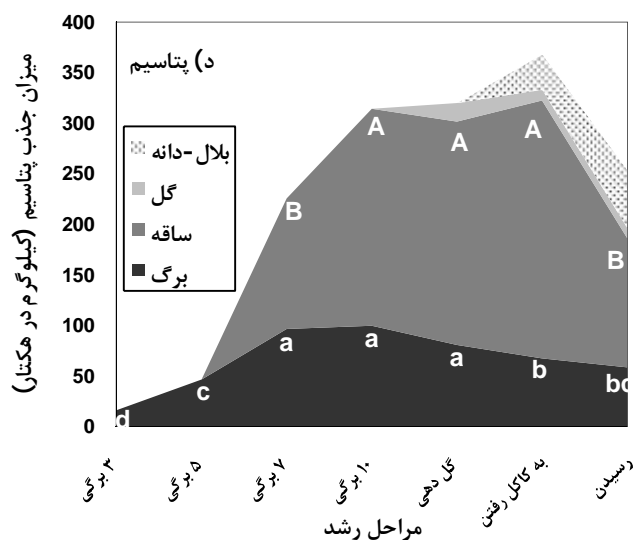 400
350
300
250
200
150
100
50
0
میزان جذب پتاسیم (کیلوگرم در هکتار)
د) پتاسیم
بلال-دانه
گل
ساقه
برگ
B
A
A
A
B
d
c
a
a
a
b
bc
۳ برگی
۵ برگی
۷ برگی
۱۰ برگی
گل دهی
به کاکل رفتن
رسیدن
مراحل رشد